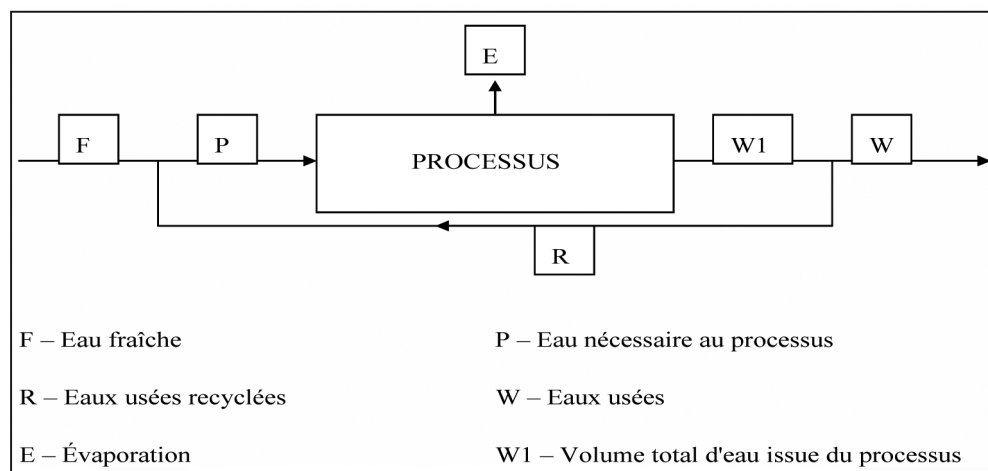 E
F
P
PROCESSUS
W1
W
R
F – Eau fraîche
P – Eau nécessaire au processus
R – Eaux usées recyclées
W – Eaux usées
E – Évaporation
W1 – Volume total d'eau issue du processus